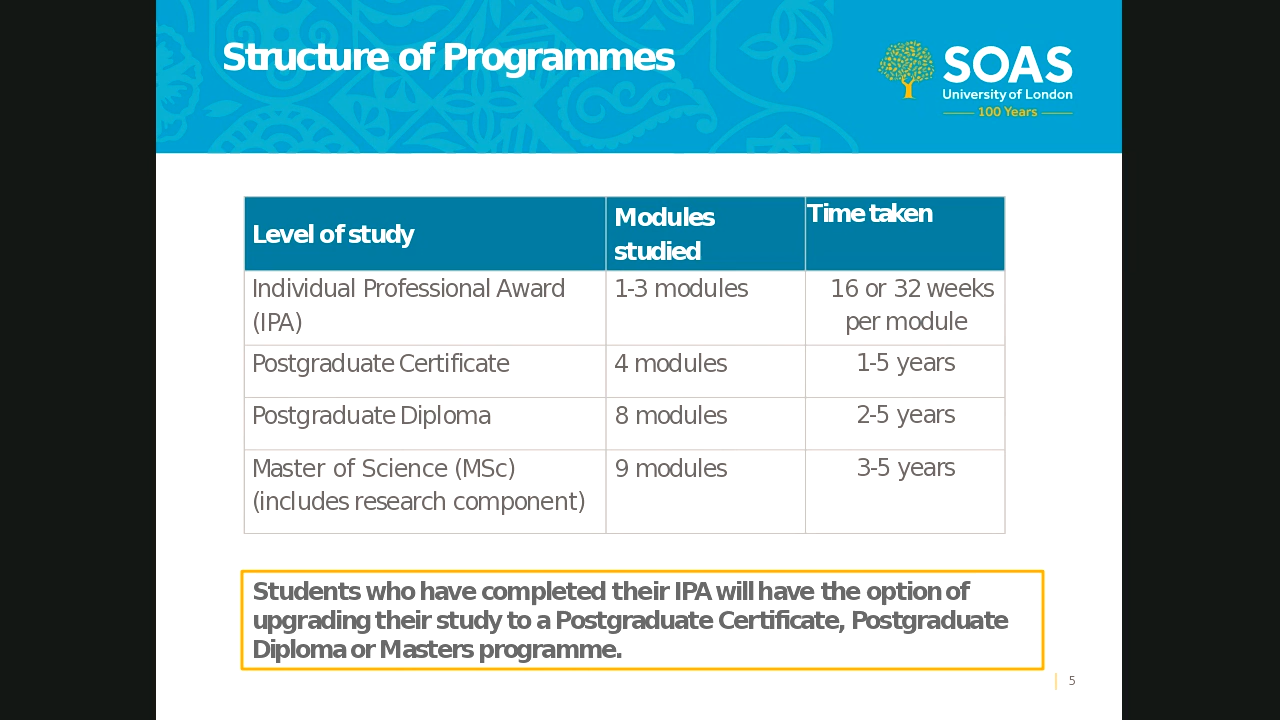 Structure of Programmes
SOAS
University of London
100 Years
Level of study
Modules
studied
Time taken
Individual Professional Award
(IPA)
1-3 modules
16 or 32 weeks
per module
Postgraduate Certificate
4 modules
1-5 years
Postgraduate Diploma
8 modules
2-5 years
Master of Science (MSc)
(includes research component)
9 modules
3-5 years
Students who have completed their IPA will have the option of
upgrading their study to a Postgraduate Certificate, Postgraduate
Diploma or Masters programme.
5